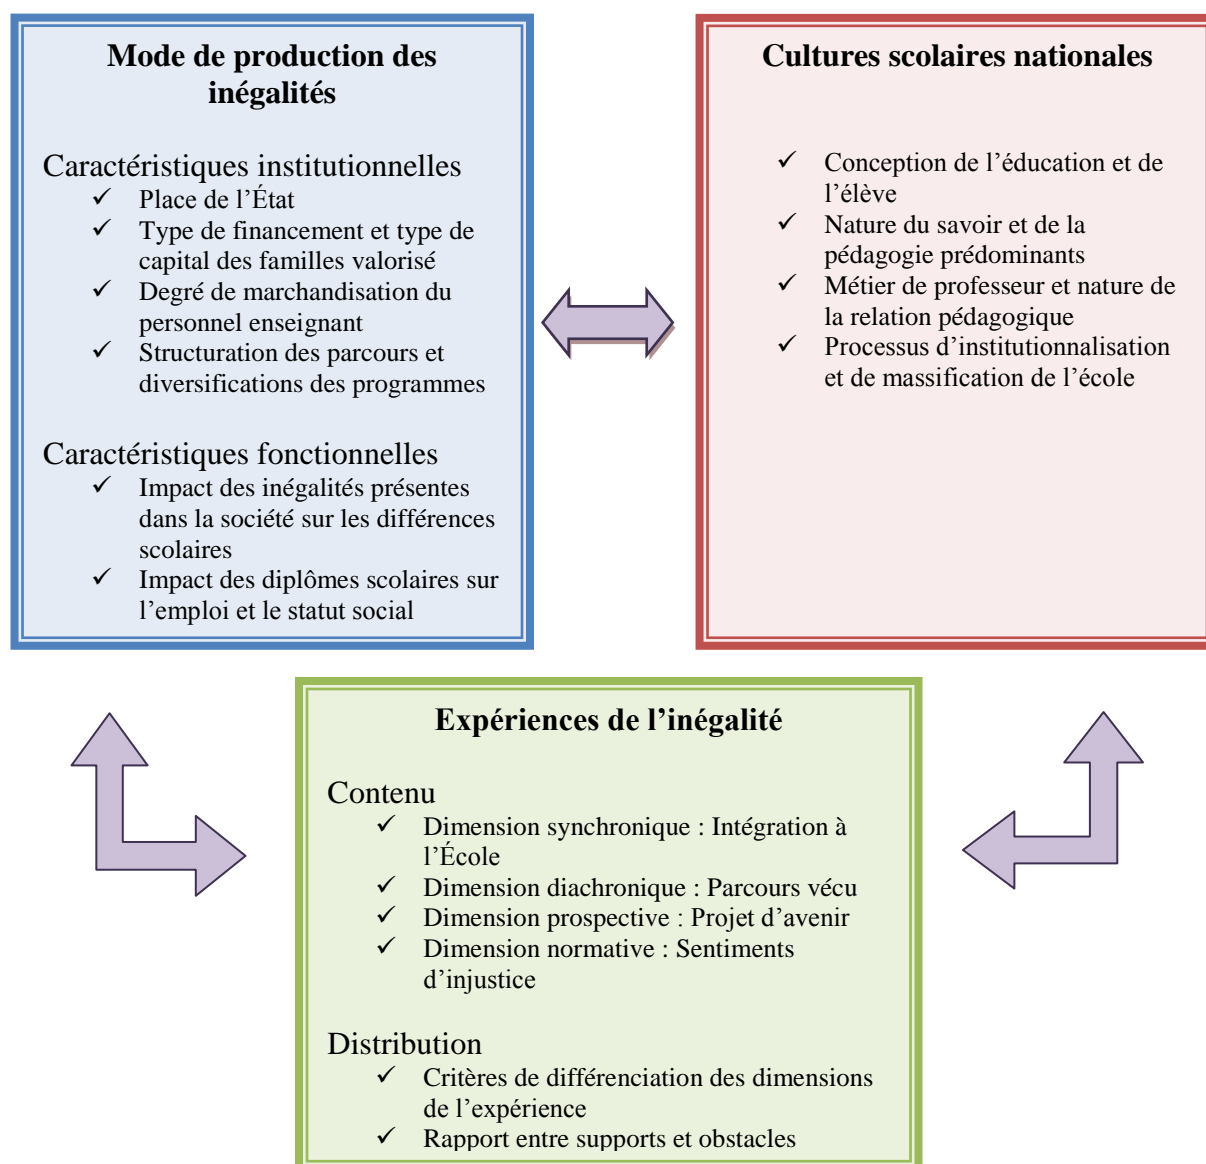 Mode de production des
inégalités
Caractéristiques institutionnelles
✓ Place de l’État
✓ Type de financement et type de
capital des familles valorisé
✓ Degré de marchandisation du
personnel enseignant
✓ Structuration des parcours et
diversifications des programmes
Caractéristiques fonctionnelles
✓ Impact des inégalités présentes
dans la société sur les différences
scolaires
✓ Impact des diplômes scolaires sur
l’emploi et le statut social
Cultures scolaires nationales
✓ Conception de l’éducation et de
l’élève
✓ Nature du savoir et de la
pédagogie prédominants
✓ Métier de professeur et nature de
la relation pédagogique
✓ Processus d’institutionnalisation
et de massification de l’école
Expériences de l’inégalité
Contenu
✓ Dimension synchronique : Intégration à
l’École
✓ Dimension diachronique : Parcours vécu
✓ Dimension prospective : Projet d’avenir
✓ Dimension normative : Sentiments
d’injustice
Distribution
✓ Critères de différenciation des dimensions
de l’expérience
✓ Rapport entre supports et obstacles